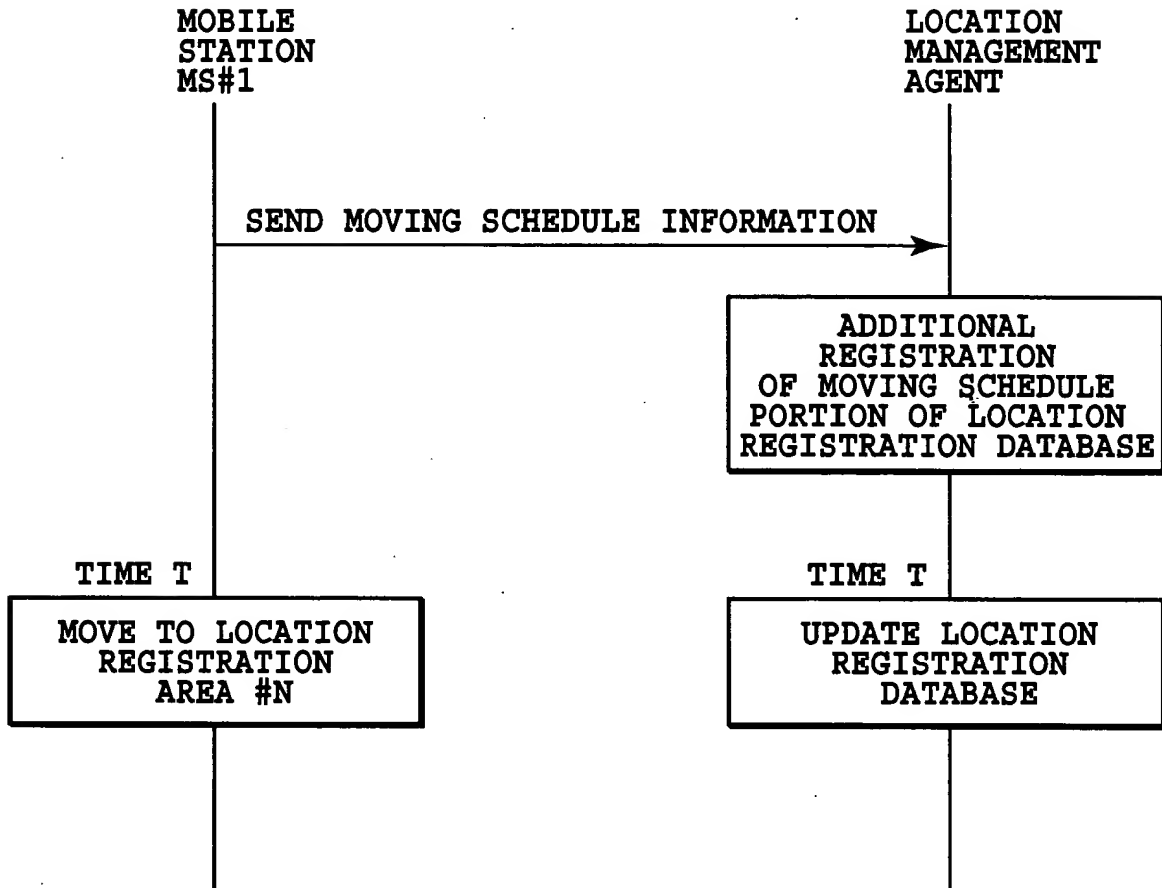 MOBILE
STATION
MS#1
LOCATION
MANAGEMENT
AGENT
SEND MOVING SCHEDULE INFORMATION
ADDITIONAL
REGISTRATION
OF MOVING SCHEDULE
PORTION OF LOCATION
REGISTRATION DATABASE
TIME T
MOVE TO LOCATION
REGISTRATION
AREA #N
TIME T
UPDATE LOCATION
REGISTRATION
DATABASE